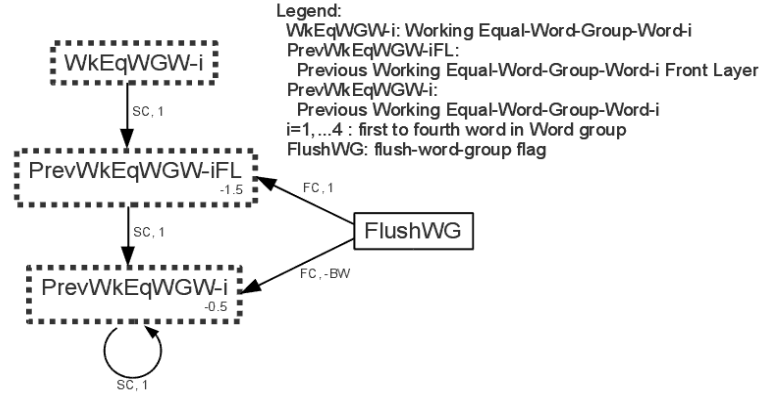 Legend:
WkEqWGW-i: Working Equal-Word-Group-Word-i
PrevWkEqWGW-iFL:
Previous Working Equal-Word-Group-Word-i Front Layer
PrevWkEqWGW-i:
Previous Working Equal-Word-Group-Word-i
i=1,...4 : first to fourth word in Word group
FlushWG: flush-word-group flag
WkEqWGW-i
SC, 1
PrevWkEqWGW-iFL
-1.5
FC, 1
SC, 1
FlushWG
FC, -BW
PrevWkEqWGW-i
-0.5
SC, 1